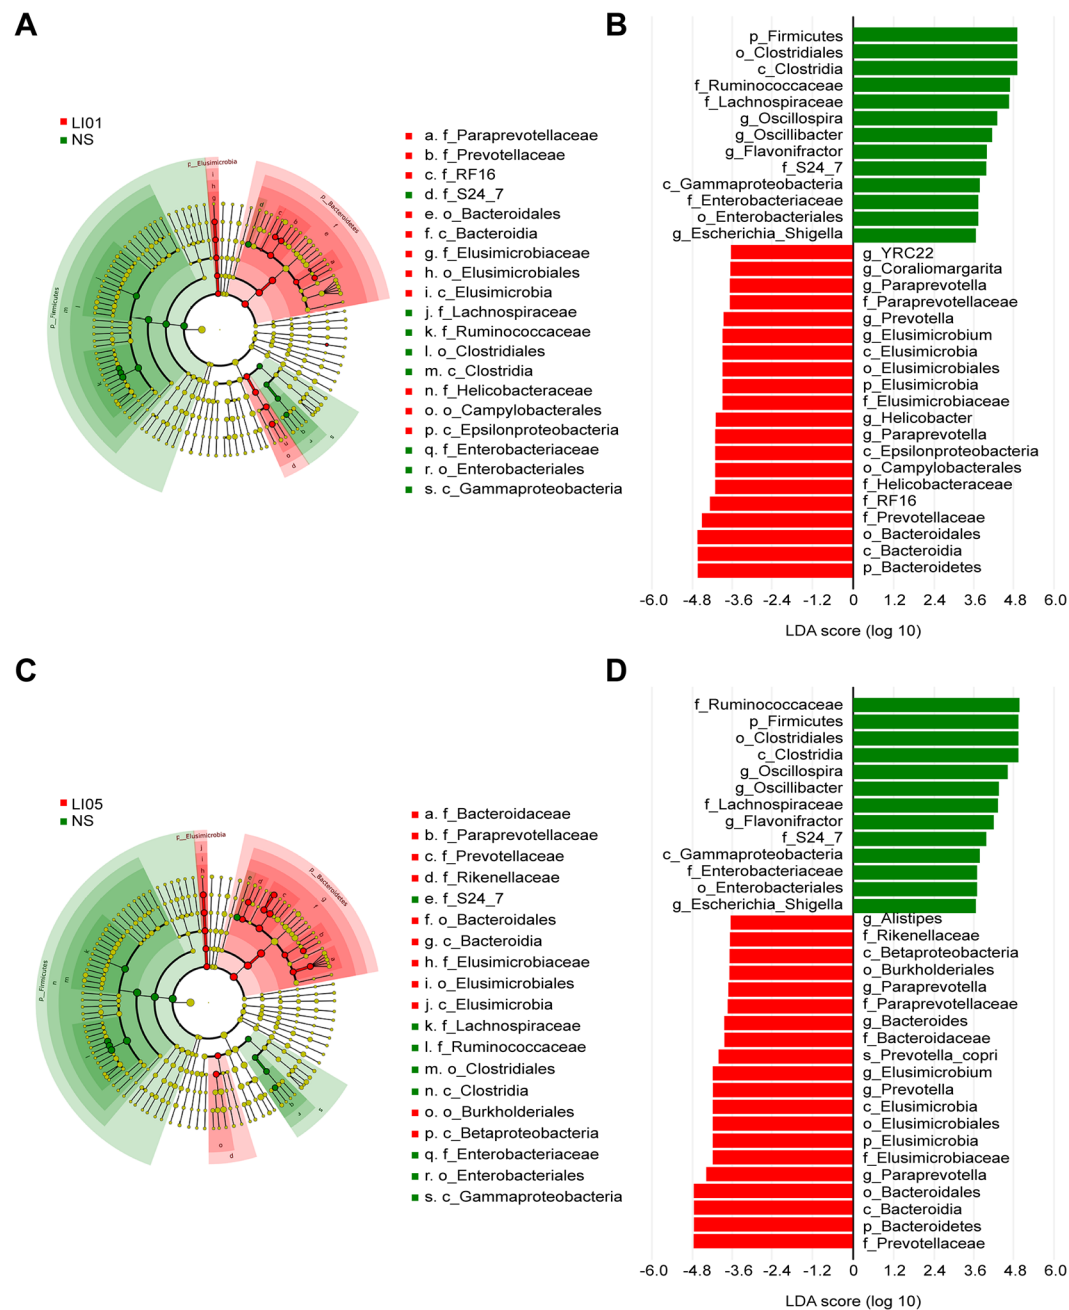 A
LI01
NS
p__Elusimicrobia
p__Bacteroidetes
p__Firmicutes
a. f_Paraprevotellaceae
b. f_Prevotellaceae
c. f_RF16
d. f_S24_7
e. o_Bacteroidales
f. c_Bacteroidia
g. f_Elusimicrobiaceae
h. o_Elusimicrobiales
i. c_Elusimicrobia
j. f_Lachnospiraceae
k. f_Ruminococcaceae
l. o_Clostridiales
m. c_Clostridia
n. f_Helicobacteraceae
o. o_Campylobacterales
p. c_Epsilonproteobacteria
q. f_Enterobacteriaceae
r. o_Enterobacteriales
s. c_Gammaproteobacteria
B
p_Firmicutes
o_Clostridiales
c_Clostridia
f_Ruminococcaceae
f_Lachnospiraceae
g_Oscillospira
g_Oscillibacter
g_Flavonifractor
f_S24_7
c_Gammaproteobacteria
f_Enterobacteriaceae
o_Enterobacteriales
g_Escherichia_Shigella
g_YRC22
g_Coraliomargarita
g_Paraprevotella
f_Paraprevotellaceae
g_Prevotella
g_Elusimicrobium
c_Elusimicrobia
o_Elusimicrobiales
p_Elusimicrobia
f_Elusimicrobiaceae
g_Helicobacter
g_Paraprevotella
c_Epsilonproteobacteria
o_Campylobacterales
f_Helicobacteraceae
f_RF16
f_Prevotellaceae
o_Bacteroidales
c_Bacteroidia
p_Bacteroidetes
-6.0 -4.8 -3.6 -2.4 -1.2 0 1.2 2.4 3.6 4.8 6.0
LDA score (log 10)
C
LI05
NS
p__Elusimicrobia
p__Bacteroidetes
p__Firmicutes
a. f_Bacteroidaceae
b. f_Paraprevotellaceae
c. f_Prevotellaceae
d. f_Rikenellaceae
e. f_S24_7
f. o_Bacteroidales
g. c_Bacteroidia
h. f_Elusimicrobiaceae
i. o_Elusimicrobiales
j. c_Elusimicrobia
k. f_Lachnospiraceae
l. f_Ruminococcaceae
m. o_Clostridiales
n. c_Clostridia
o. o_Burkholderiales
p. c_Betaproteobacteria
q. f_Enterobacteriaceae
r. o_Enterobacteriales
s. c_Gammaproteobacteria
D
f_Ruminococcaceae
p_Firmicutes
o_Clostridiales
c_Clostridia
g_Oscillospira
g_Oscillibacter
f_Lachnospiraceae
g_Flavonifractor
f_S24_7
c_Gammaproteobacteria
f_Enterobacteriaceae
o_Enterobacteriales
g_Escherichia_Shigella
g_Alistipes
f_Rikenellaceae
c_Betaproteobacteria
o_Burkholderiales
g_Paraprevotella
f_Paraprevotellaceae
g_Bacteroides
f_Bacteroidaceae
s_Prevotella_copri
g_Elusimicrobium
g_Prevotella
c_Elusimicrobia
o_Elusimicrobiales
p_Elusimicrobia
f_Elusimicrobiaceae
g_Paraprevotella
o_Bacteroidales
c_Bacteroidia
p_Bacteroidetes
f_Prevotellaceae
-6.0 -4.8 -3.6 -2.4 -1.2 0 1.2 2.4 3.6 4.8 6.0
LDA score (log 10)